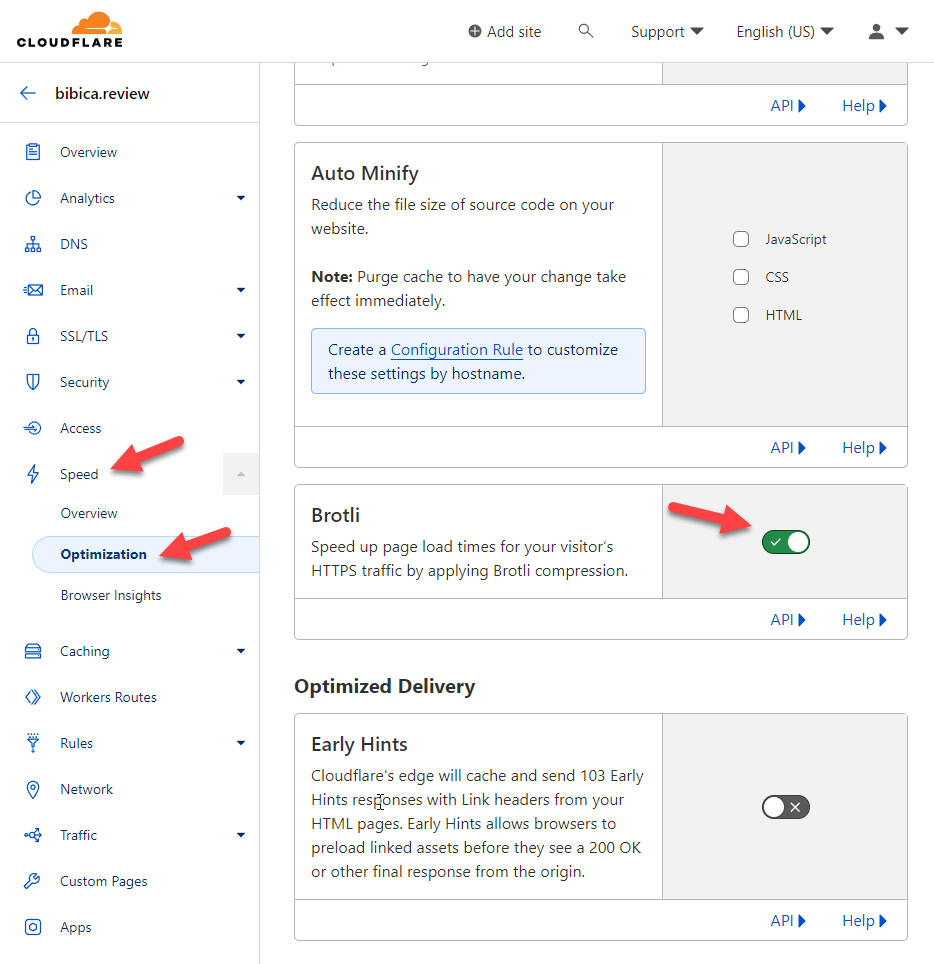 CLOUDFLARE
Add site
Support
English (US)
bibica.review
Overview
Analytics
DNS
Email
SSL/TLS
Security
Access
Speed
Overview
Optimization
Browser Insights
Caching
Workers Routes
Rules
Network
Traffic
Custom Pages
Apps
API
Help
Auto Minify
Reduce the file size of source code on your
website.
Note: Purge cache to have your change take
effect immediately.
Create a Configuration Rule to customize
these settings by hostname.
JavaScript
CSS
HTML
API
Help
Brotli
Speed up page load times for your visitor's
HTTPS traffic by applying Brotli compression.
API
Help
Optimized Delivery
Early Hints
Cloudflare's edge will cache and send 103 Early
Hints responses with Link headers from your
HTML pages. Early Hints allows browsers to
preload linked assets before they see a 200 OK
or other final response from the origin.
API
Help